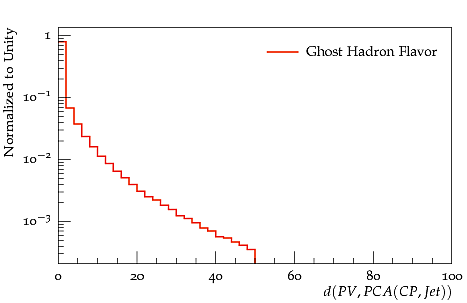 Normalized to Unity
1
10⁻¹
10⁻²
10⁻³
Ghost Hadron Flavor
0 20 40 60 80 100
d(PV, PCA(CP, Jet))